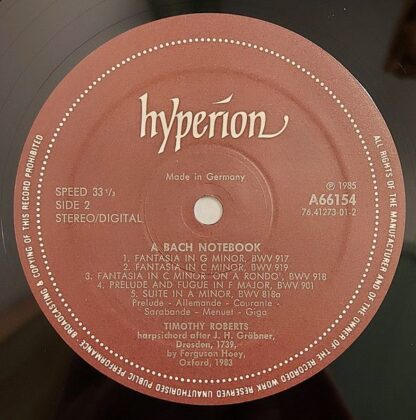 hyperion
Made in Germany
SPEED 33 1/3
SIDE 2
STEREO/DIGITAL
℗ 1985
A66154
76.41273-01-2
A BACH NOTEBOOK
1. FANTASIA IN G MINOR, BWV 917
2. FANTASIA IN C MINOR, BWV 919
3. FANTASIA IN C MINOR 'ON A RONDO', BWV 918
4. PRELUDE AND FUGUE IN F MAJOR, BWV 901
5. SUITE IN A MINOR, BWV 818a
Prelude - Allemande - Courante -
Sarabande - Menuet - Giga
TIMOTHY ROBERTS
harpsichord after J. H. Gräbner,
Dresden, 1739,
by Ferguson Hoey,
Oxford, 1983
ALL RIGHTS OF THE MANUFACTURER AND OF THE OWNER OF THE RECORDED WORK RESERVED UNAUTHORISED PUBLIC PERFORMANCE · BROADCASTING & COPYING OF THIS RECORD PROHIBITED